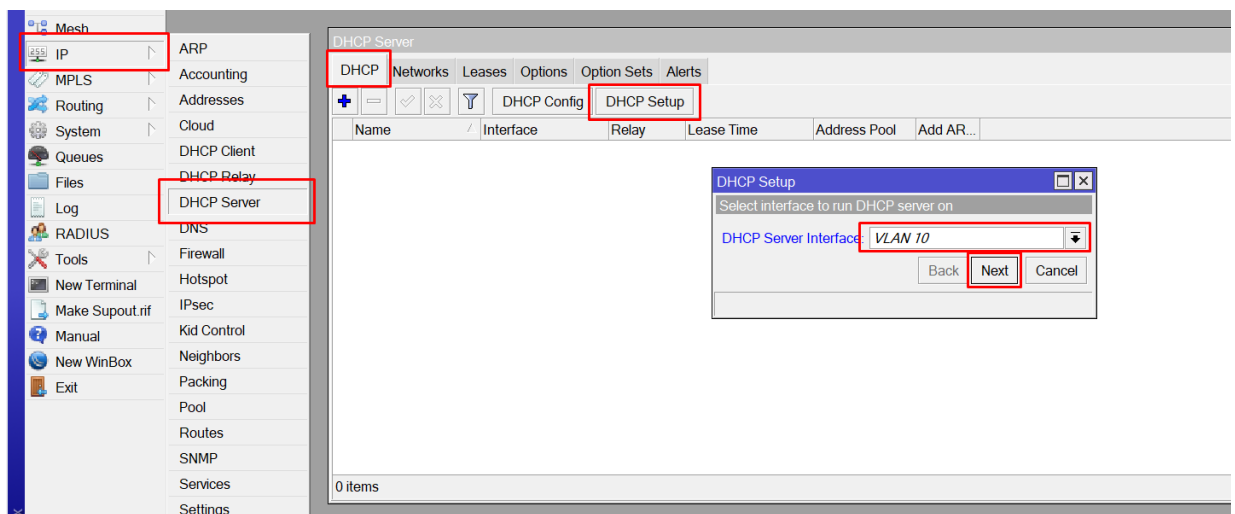 Mesh
IP
MPLS
Routing
System
Queues
Files
Log
RADIUS
Tools
New Terminal
Make Supout.rif
Manual
New WinBox
Exit
ARP
Accounting
Addresses
Cloud
DHCP Client
DHCP Relay
DHCP Server
DNS
Firewall
Hotspot
IPsec
Kid Control
Neighbors
Packing
Pool
Routes
SNMP
Services
Settings
DHCP Server
DHCP Networks Leases Options Option Sets Alerts
DHCP Config DHCP Setup
Name Interface Relay Lease Time Address Pool Add AR...
DHCP Setup
Select interface to run DHCP server on
DHCP Server Interface: VLAN 10
Back Next Cancel
0 items